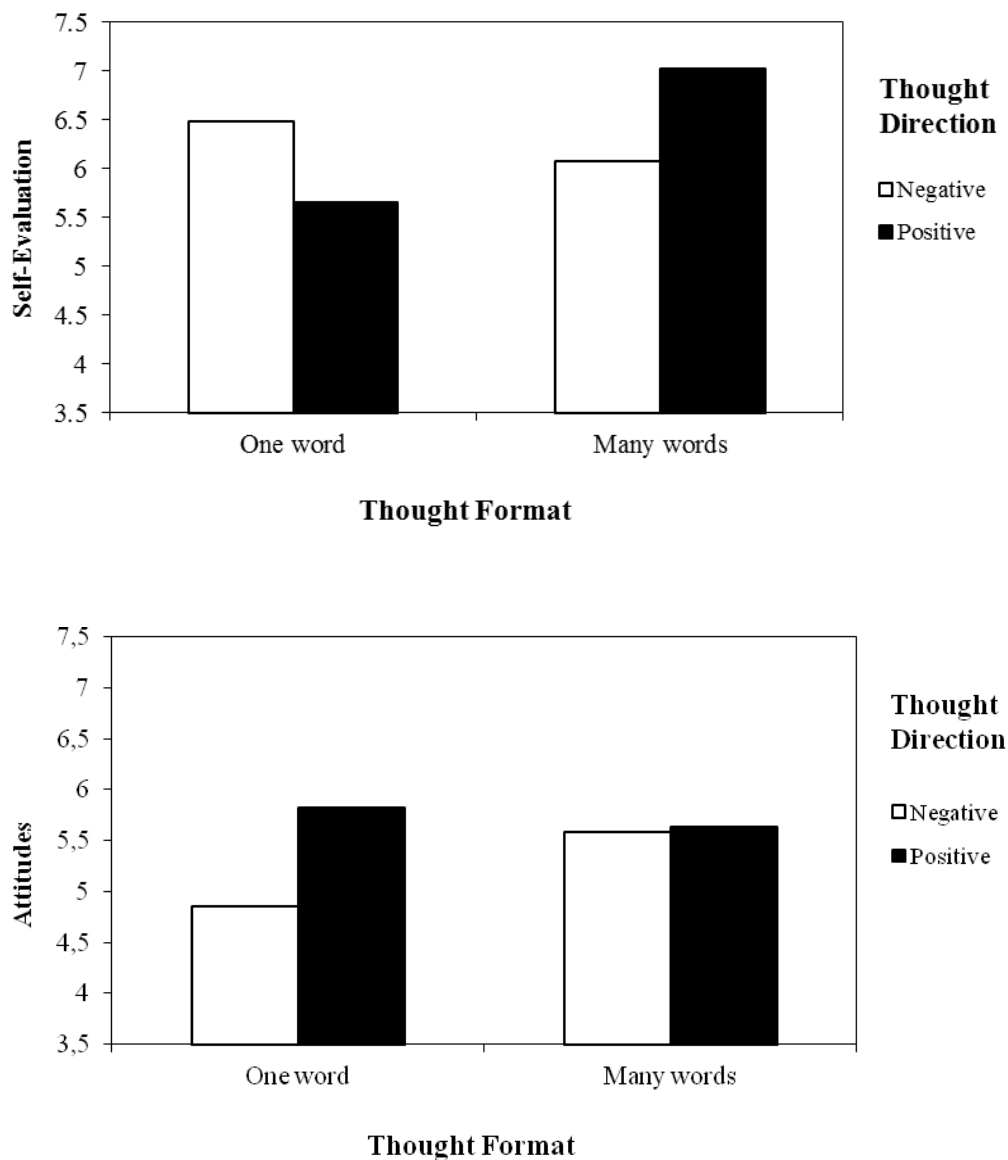 7.5
7
6.5
6
5.5
5
4.5
4
3.5
Self-Evaluation
One word
Many words
Thought Format
Thought
Direction
Negative
Positive
7,5
7
6,5
6
5,5
5
4,5
4
3,5
Attitudes
One word
Many words
Thought Format
Thought
Direction
Negative
Positive